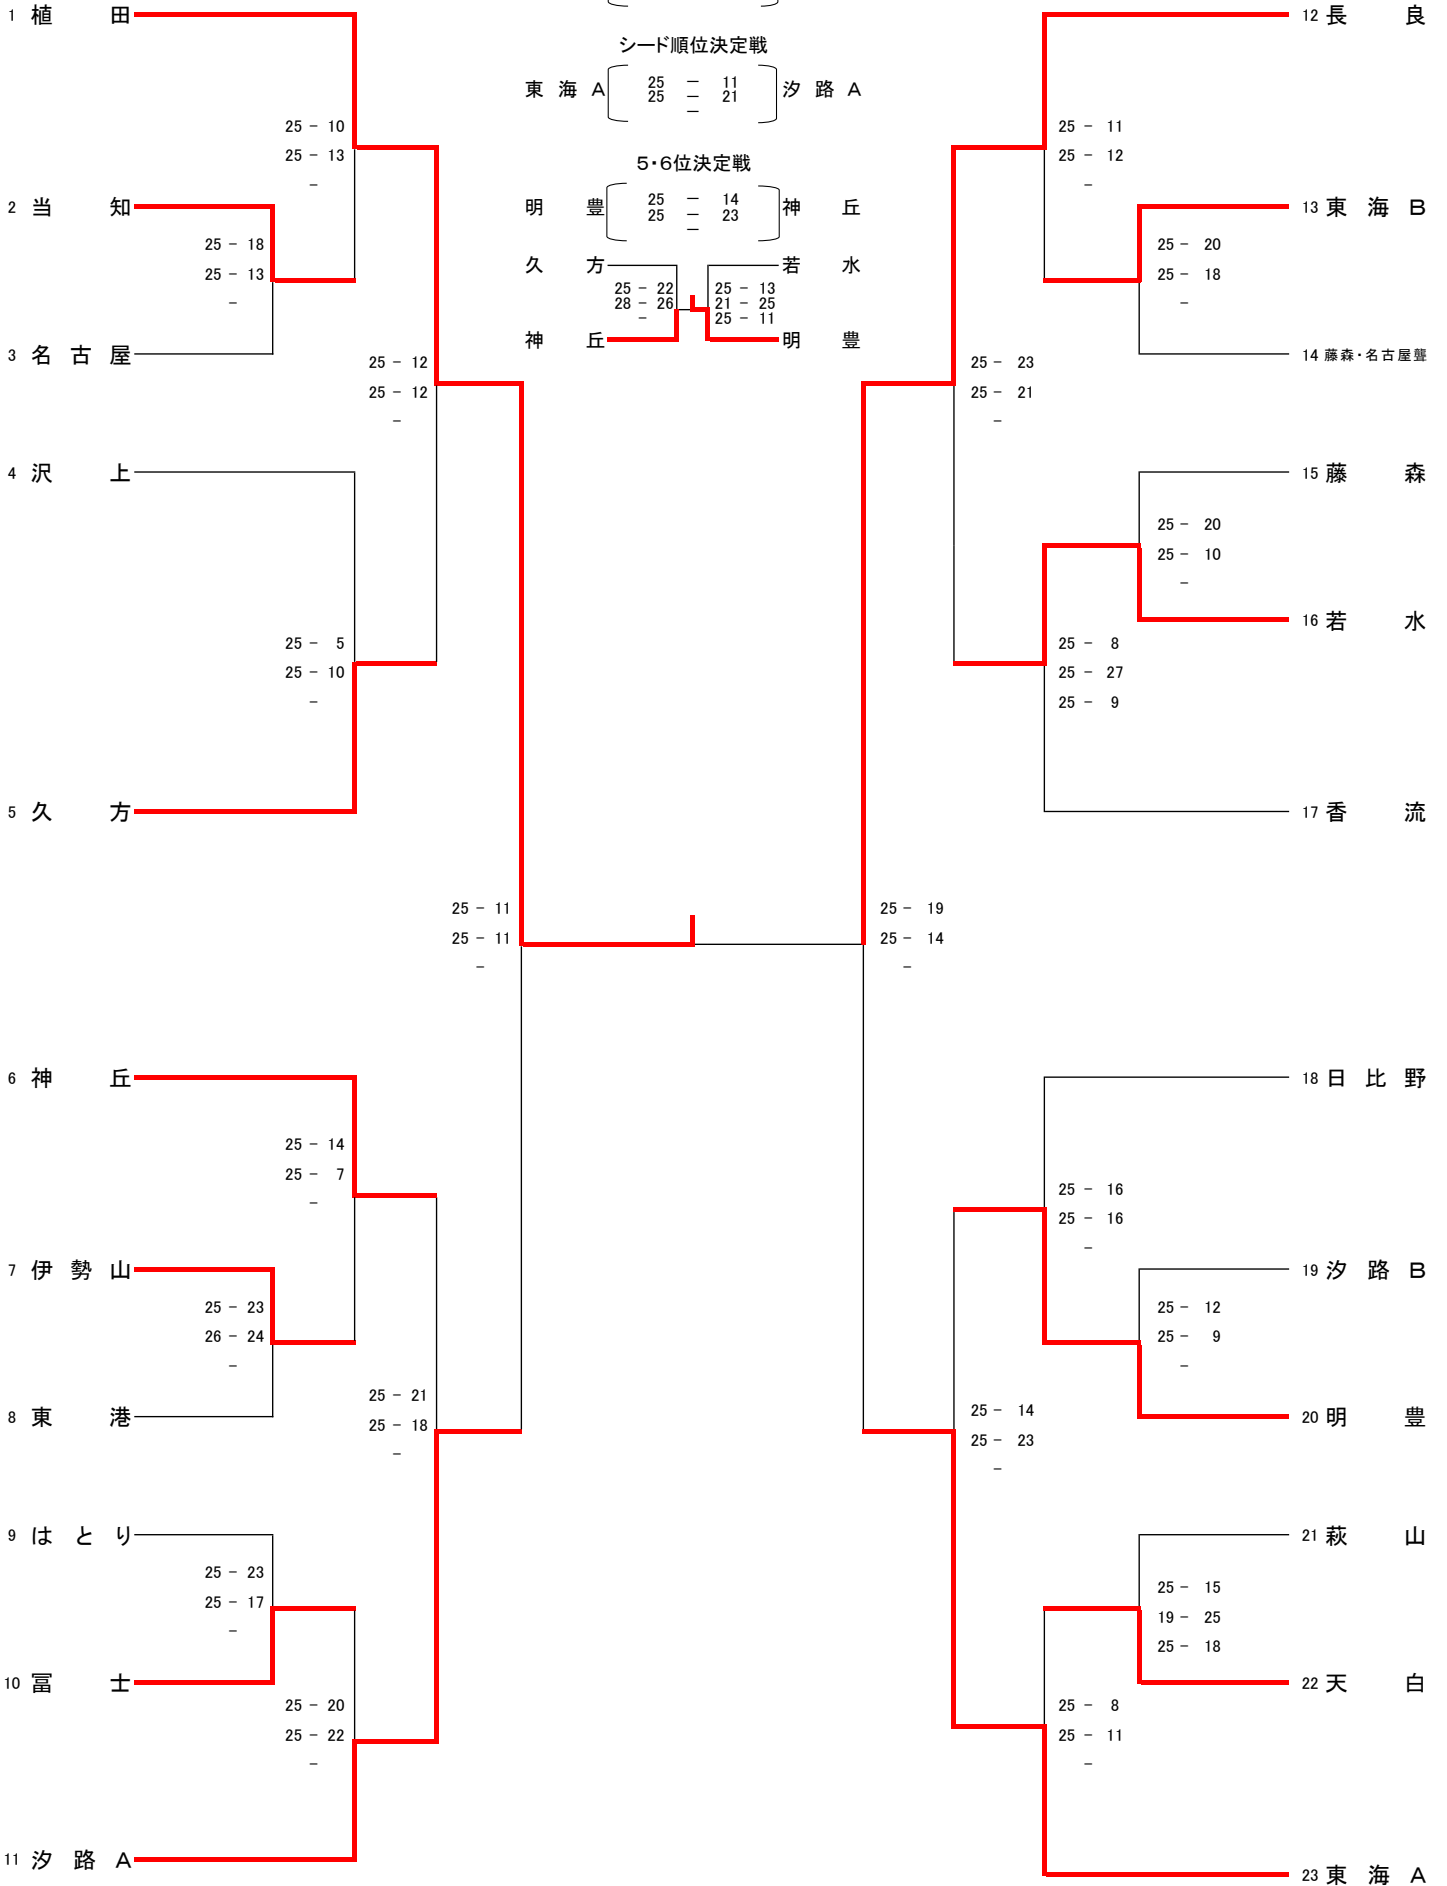 1 植田
12 長良
シード順位決定戦
東海A 25 － 11 汐路A
25 － 21
－
25 － 10
25 － 13
－
25 － 11
25 － 12
－
5・6位決定戦
明豊 25 － 14 神丘
25 － 23
－
2 当知
13 東海B
25 － 18
25 － 13
－
25 － 20
25 － 18
－
久方 若水
25 － 22 25 － 13
28 － 26 21 － 25
－ 25 － 11
神丘 明豊
3 名古屋
14 藤森・名古屋聾
25 － 12
25 － 12
－
25 － 23
25 － 21
－
4 沢上
15 藤森
25 － 20
25 － 10
－
16 若水
25 － 5
25 － 10
－
25 － 8
25 － 27
25 － 9
5 久方
17 香流
25 － 11
25 － 11
－
25 － 19
25 － 14
－
6 神丘
18 日比野
25 － 14
25 － 7
－
25 － 16
25 － 16
－
7 伊勢山
19 汐路B
25 － 23
26 － 24
－
25 － 12
25 － 9
－
8 東港
20 明豊
25 － 21
25 － 18
－
25 － 14
25 － 23
－
9 はとり
21 萩山
25 － 23
25 － 17
－
25 － 15
19 － 25
25 － 18
10 冨士
22 天白
25 － 20
25 － 22
－
25 － 8
25 － 11
－
11 汐路A
23 東海A